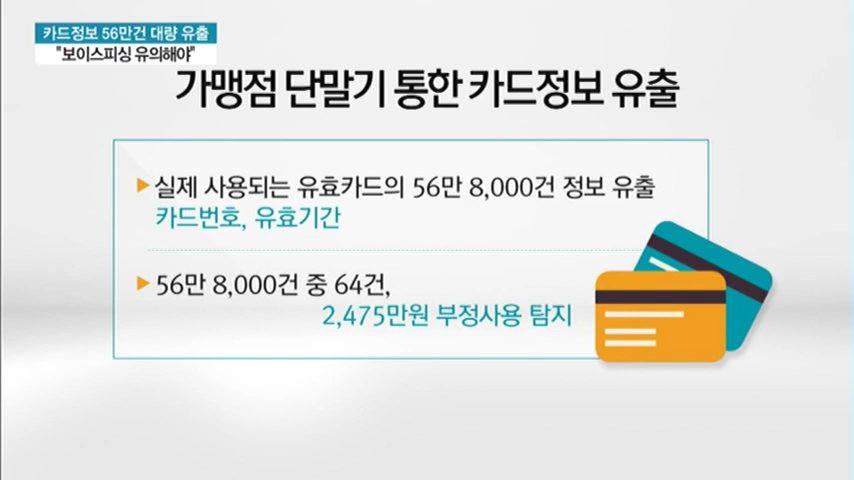 카드정보 56만건 대량 유출
"보이스피싱 유의해야"
가맹점 단말기 통한 카드정보 유출
▶실제 사용되는 유효카드의 56만 8,000건 정보 유출
카드번호, 유효기간
▶56만 8,000건 중 64건,
2,475만원 부정사용 탐지